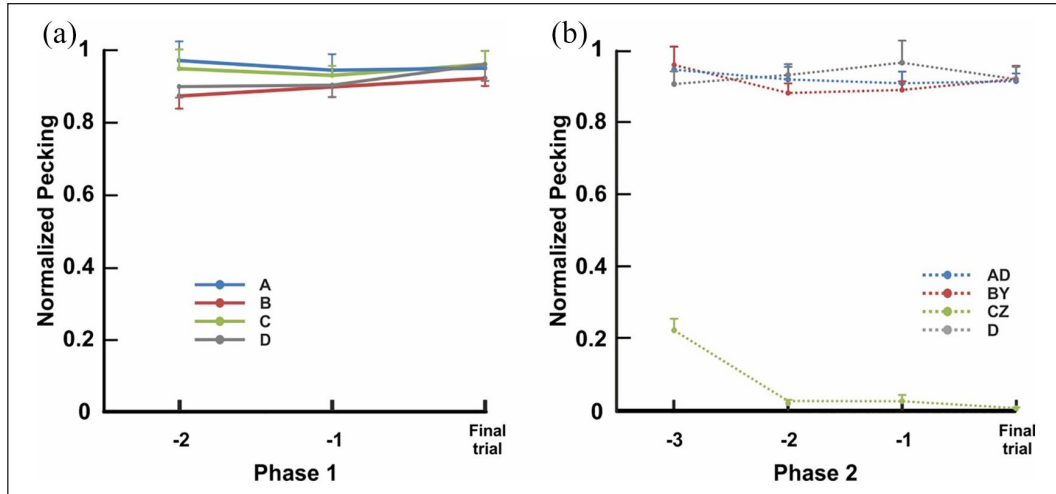 (a)
Normalized Pecking
1
0.8
0.6
0.4
0.2
0
A
B
C
D
-2
-1
Final
trial
Phase 1
(b)
Normalized Pecking
1
0.8
0.6
0.4
0.2
0
AD
BY
CZ
D
-3
-2
-1
Final
trial
Phase 2